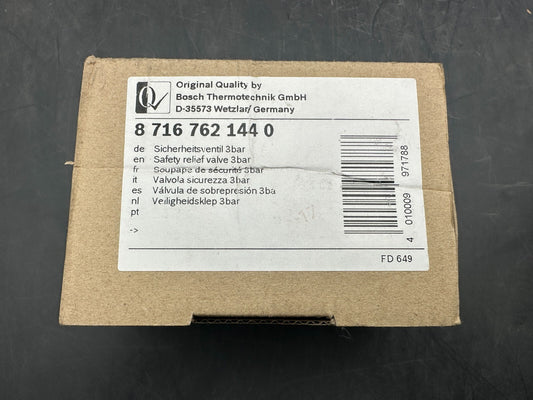 Original Quality by
Bosch Thermotechnik GmbH
D-35573 Wetzlar/ Germany
8 716 762 144 0
de Sicherheitsventil 3bar
en Safety relief valve 3bar
fr Soupape de sécurité 3bar
it Valvola sicurezza 3bar
es Válvula de sobrepresión 3ba
nl Veiligheidsklep 3bar
pt
->
4 010009 971788
FD 649